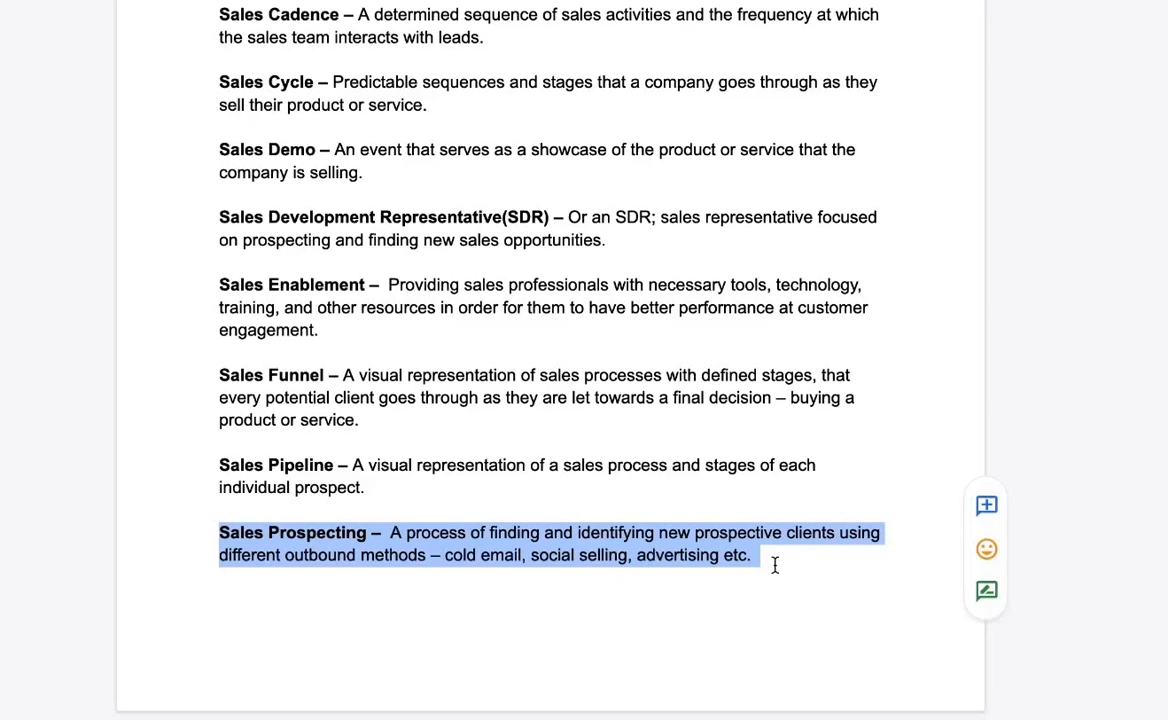 Sales Cadence – A determined sequence of sales activities and the frequency at which
the sales team interacts with leads.
Sales Cycle – Predictable sequences and stages that a company goes through as they
sell their product or service.
Sales Demo – An event that serves as a showcase of the product or service that the
company is selling.
Sales Development Representative(SDR) – Or an SDR; sales representative focused
on prospecting and finding new sales opportunities.
Sales Enablement –  Providing sales professionals with necessary tools, technology,
training, and other resources in order for them to have better performance at customer
engagement.
Sales Funnel – A visual representation of sales processes with defined stages, that
every potential client goes through as they are let towards a final decision – buying a
product or service.
Sales Pipeline – A visual representation of a sales process and stages of each
individual prospect.
Sales Prospecting –  A process of finding and identifying new prospective clients using
different outbound methods – cold email, social selling, advertising etc.